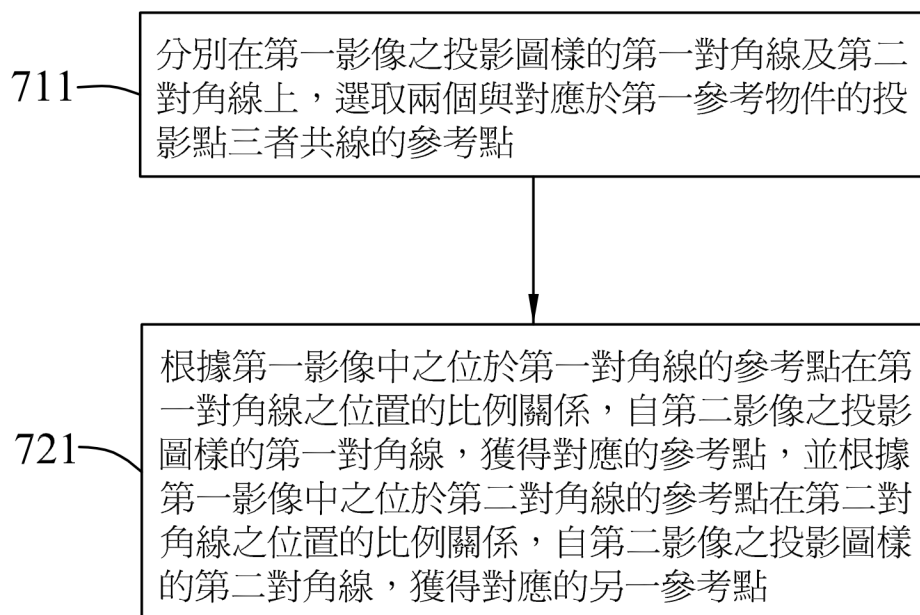 711
分別在第一影像之投影圖樣的第一對角線及第二
對角線上，選取兩個與對應於第一參考物件的投
影點三者共線的參考點
721
根據第一影像中之位於第一對角線的參考點在第
一對角線之位置的比例關係，自第二影像之投影
圖樣的第一對角線，獲得對應的參考點，並根據
第一影像中之位於第二對角線的參考點在第二對
角線之位置的比例關係，自第二影像之投影圖樣
的第二對角線，獲得對應的另一參考點